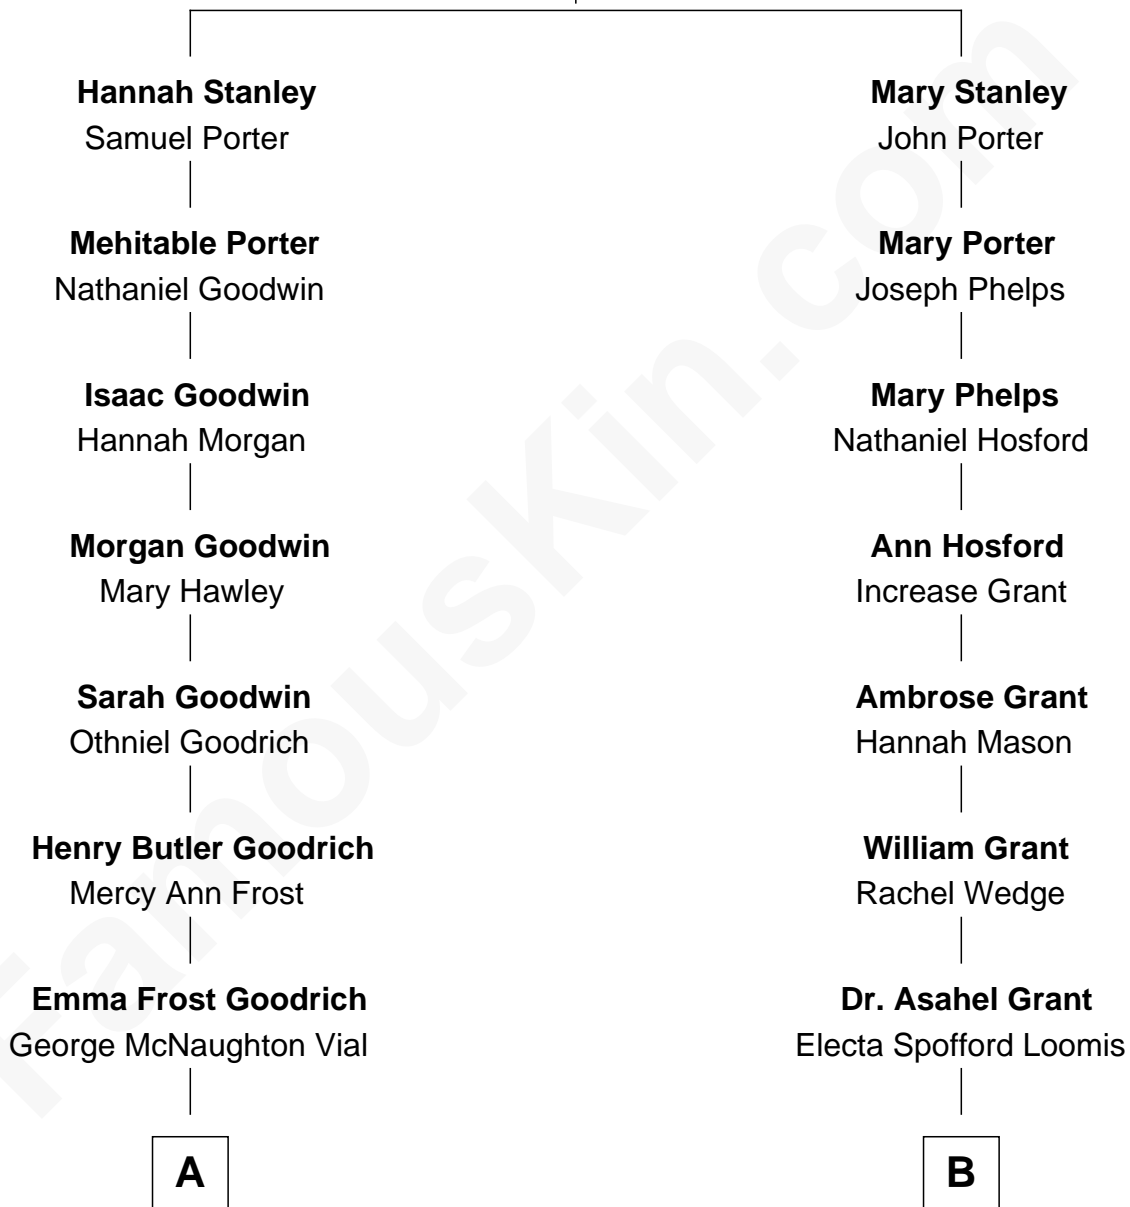 Hannah Stanley
Samuel Porter
Mary Stanley
John Porter
Mehitable Porter
Nathaniel Goodwin
Mary Porter
Joseph Phelps
Isaac Goodwin
Hannah Morgan
Mary Phelps
Nathaniel Hosford
Morgan Goodwin
Mary Hawley
Ann Hosford
Increase Grant
Sarah Goodwin
Othniel Goodrich
Ambrose Grant
Hannah Mason
Henry Butler Goodrich
Mercy Ann Frost
William Grant
Rachel Wedge
Emma Frost Goodrich
George McNaughton Vial
Dr. Asahel Grant
Electa Spofford Loomis
A
B
FamousKin.com